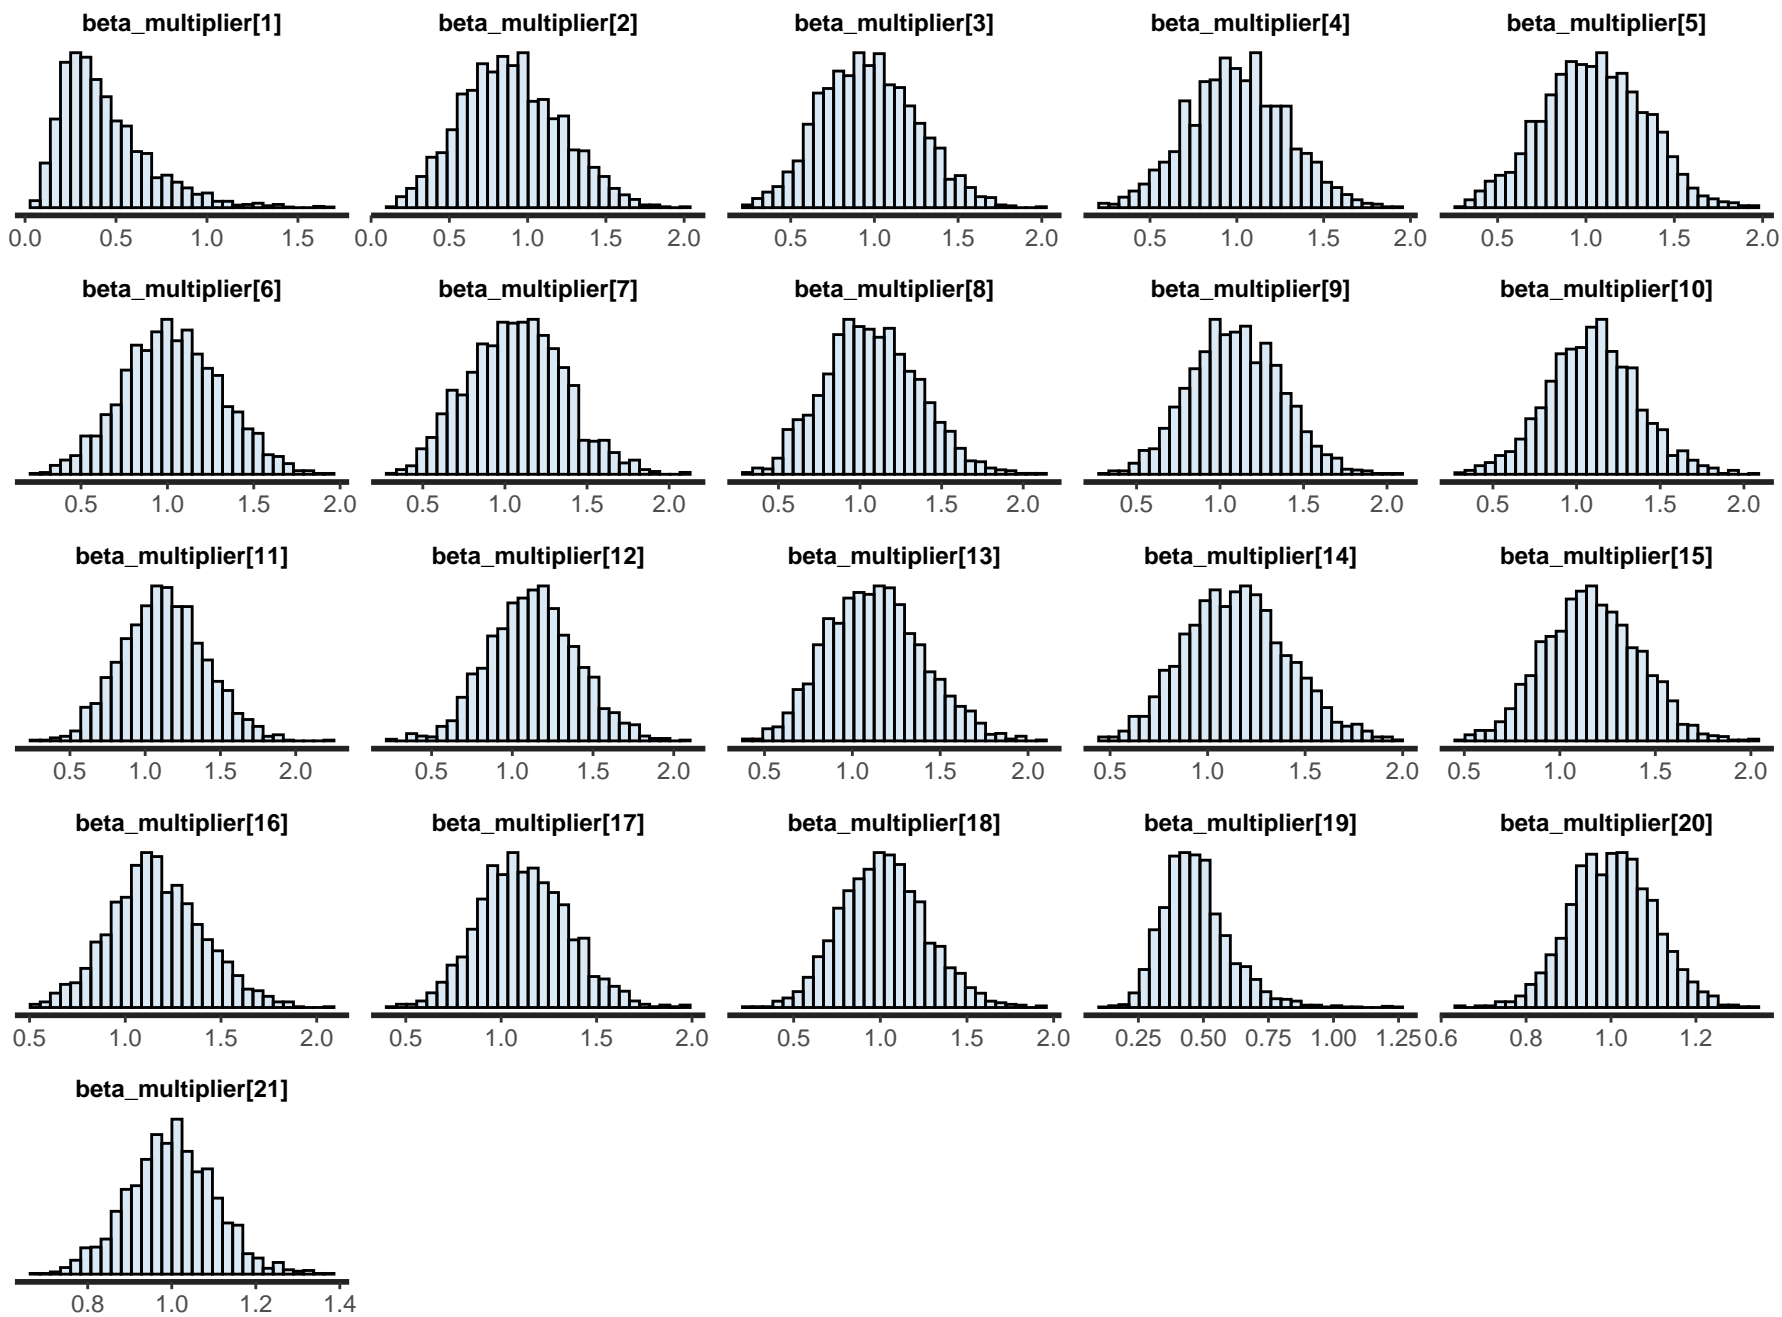 beta_multiplier[1] beta_multiplier[2] beta_multiplier[3] beta_multiplier[4] beta_multiplier[5]
0.0 0.5 1.0 1.5 0.0 0.5 1.0 1.5 2.0 0.5 1.0 1.5 2.0 0.5 1.0 1.5 2.0 0.5 1.0 1.5 2.0
beta_multiplier[6] beta_multiplier[7] beta_multiplier[8] beta_multiplier[9] beta_multiplier[10]
0.5 1.0 1.5 2.0 0.5 1.0 1.5 2.0 0.5 1.0 1.5 2.0 0.5 1.0 1.5 2.0 0.5 1.0 1.5 2.0
beta_multiplier[11] beta_multiplier[12] beta_multiplier[13] beta_multiplier[14] beta_multiplier[15]
0.5 1.0 1.5 2.0 0.5 1.0 1.5 2.0 0.5 1.0 1.5 2.0 0.5 1.0 1.5 2.0 0.5 1.0 1.5 2.0
beta_multiplier[16] beta_multiplier[17] beta_multiplier[18] beta_multiplier[19] beta_multiplier[20]
0.5 1.0 1.5 2.0 0.5 1.0 1.5 2.0 0.5 1.0 1.5 2.0 0.25 0.50 0.75 1.00 1.25 0.6 0.8 1.0 1.2
beta_multiplier[21]
0.8 1.0 1.2 1.4